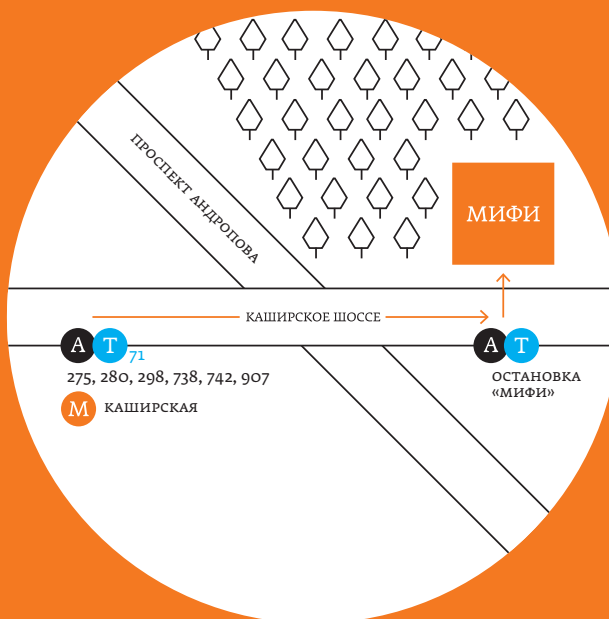 ПРОСПЕКТ АНДРОПОВА
МИФИ
КАШИРСКОЕ ШОССЕ
А Т 71
275, 280, 298, 738, 742, 907
М КАШИРСКАЯ
А Т
ОСТАНОВКА
«МИФИ»